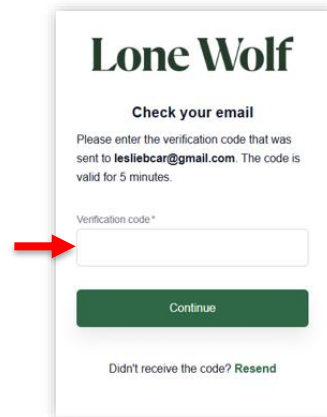 Lone Wolf
Check your email
Please enter the verification code that was
sent to lesliebcar@gmail.com. The code is
valid for 5 minutes.
Verification code*
Continue
Didn't receive the code? Resend